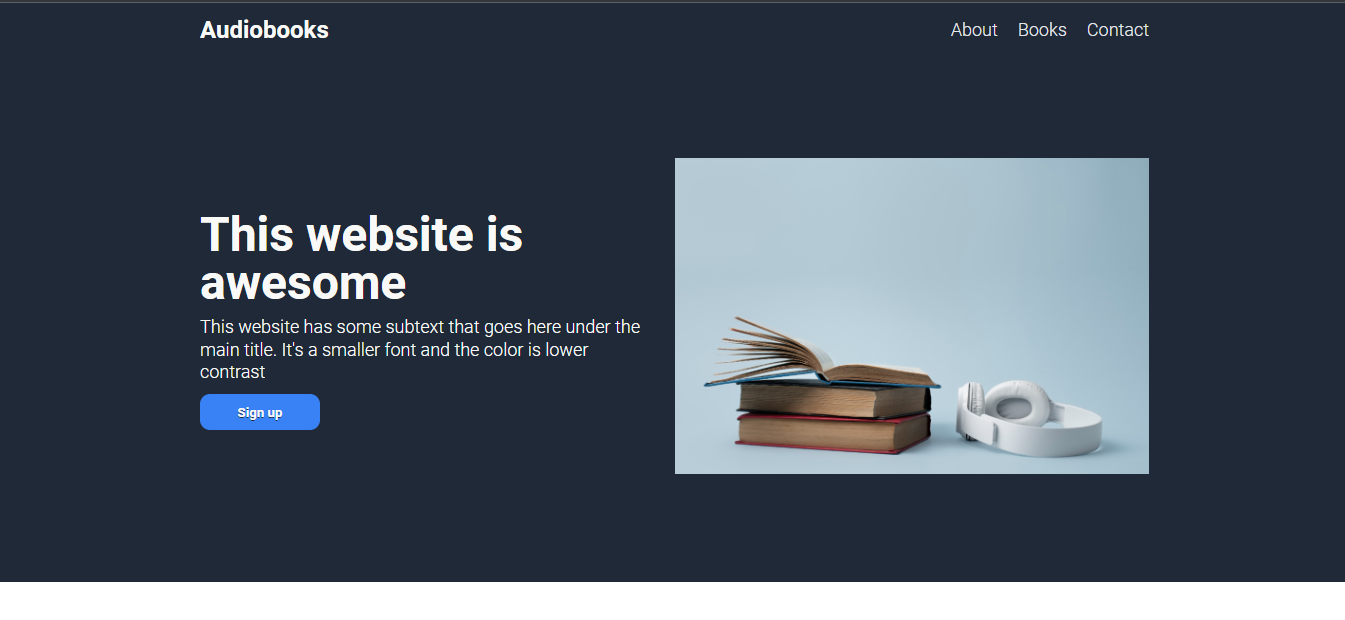 Audiobooks
About Books Contact
This website is
awesome
This website has some subtext that goes here under the
main title. It's a smaller font and the color is lower
contrast
Sign up